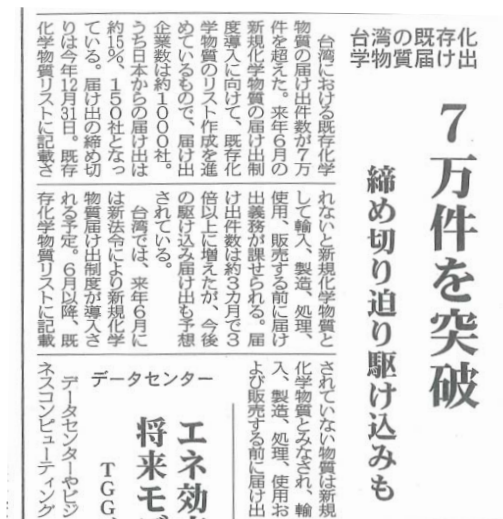 台湾の既存化
学物質届け出
7万件を突破
締め切り迫り駆け込みも
台湾における既存化学
物質の届け出件数が7万
件を超えた。来年6月の
新規化学物質の届け出制
度導入に向けて、既存化
学物質のリスト作成を進
めているもので、届け出
企業数は約1000社。
うち日本からの届け出は
約15%、150社となっ
ている。届け出の締め切
りは今年12月31日。既存
化学物質リストに記載さ
れないと新規化学物質と
して輸入、製造、処理、
使用、販売する前に届け
出義務が課せられる。届
け出件数は約3カ月で3
倍以上に増えたが、今後
の駆け込み届け出も予想
されている。
台湾では、来年6月に
は新法令により新規化学
物質届け出制度が導入さ
れる予定。6月以降、既
存化学物質リストに記載
されていない物質は新規
化学物質とみなされ、輸
入、製造、処理、使用お
よび販売する前に届け出
データセンター
エネ効
将来モデ
TGG
データセンターやビジ
ネスコンピューティング